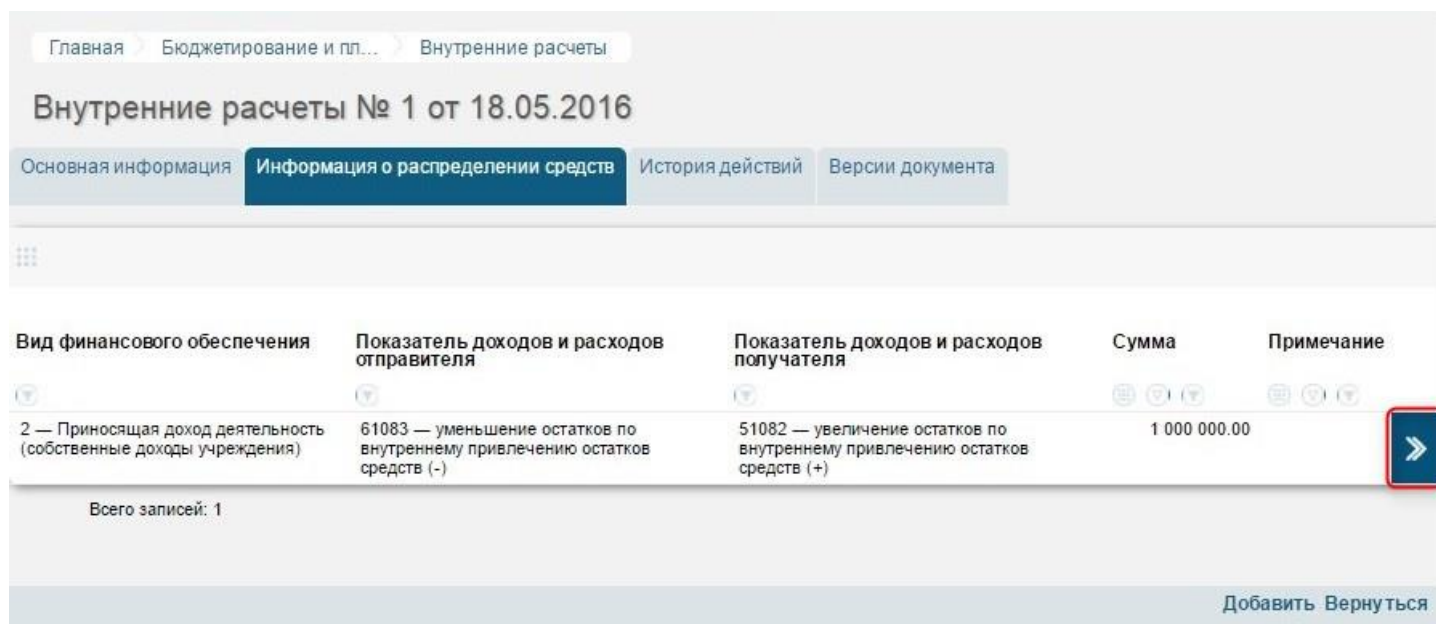 Главная Бюджетирование и пл... Внутренние расчеты
Внутренние расчеты № 1 от 18.05.2016
Основная информация Информация о распределении средств История действий Версии документа
Вид финансового обеспечения Показатель доходов и расходов отправителя Показатель доходов и расходов получателя Сумма Примечание
2 — Приносящая доход деятельность (собственные доходы учреждения) 61083 — уменьшение остатков по внутреннему привлечению остатков средств (-) 51082 — увеличение остатков по внутреннему привлечению остатков средств (+) 1 000 000.00
Всего записей: 1
Добавить Вернуться